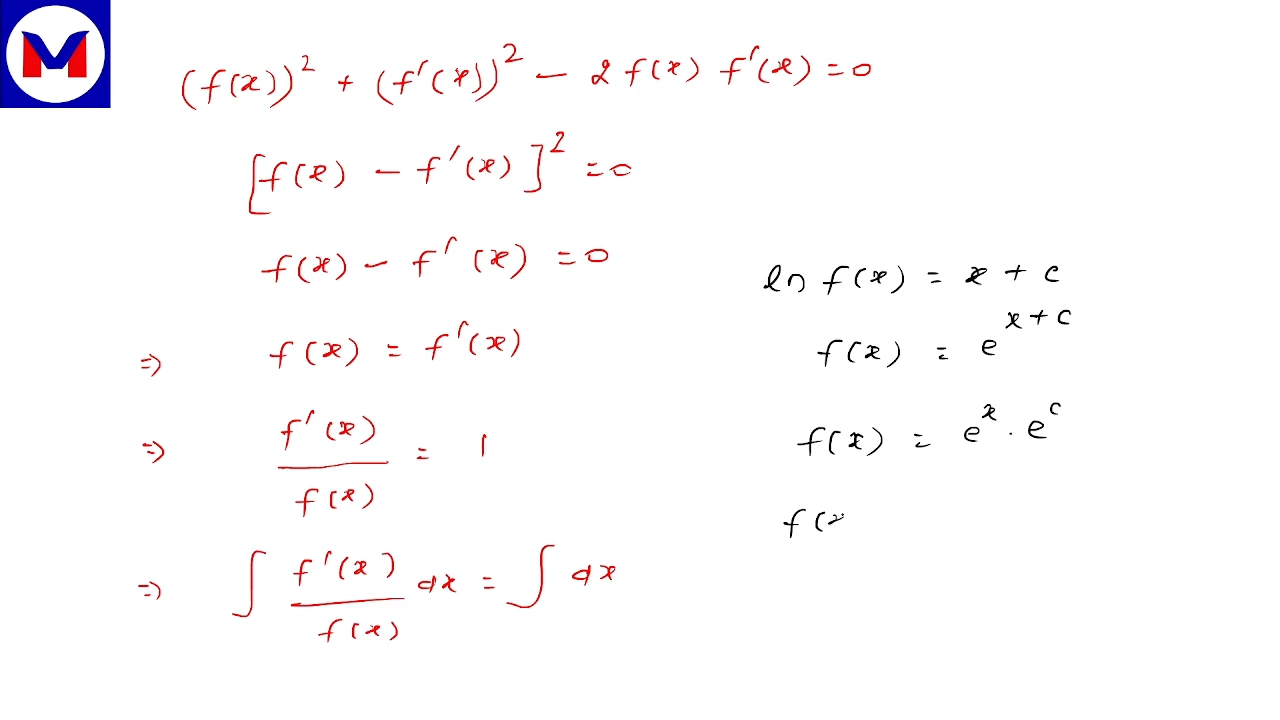 M
(f(x))² + (f'(x))² − 2 f(x) f'(x) = 0
[f(x) − f'(x)]² = 0
f(x) − f'(x) = 0
⇒ f(x) = f'(x)
⇒ f'(x) / f(x) = 1
⇒ ∫ f'(x) / f(x) dx = ∫ dx
ln f(x) = x + c
f(x) = e^(x+c)
f(x) = e^x · e^c
f(x